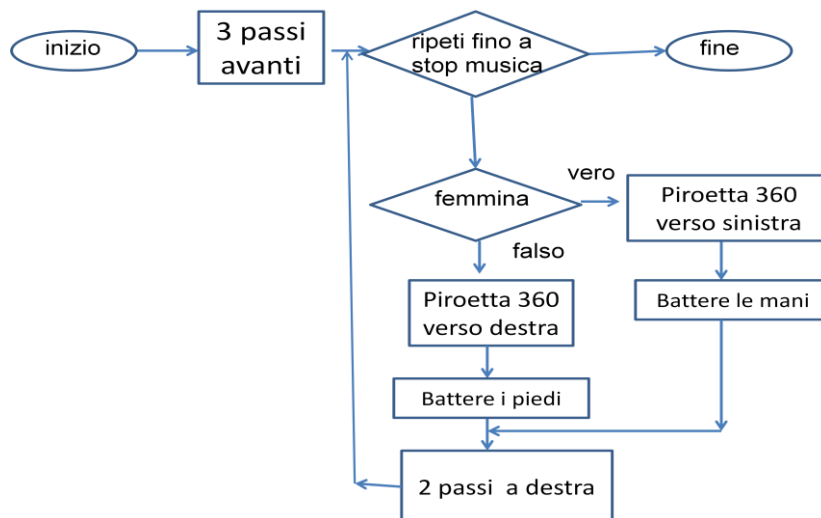 inizio
3 passi
avanti
ripeti fino a
stop musica
fine
femmina
vero
falso
Piroetta 360
verso sinistra
Battere le mani
Piroetta 360
verso destra
Battere i piedi
2 passi a destra